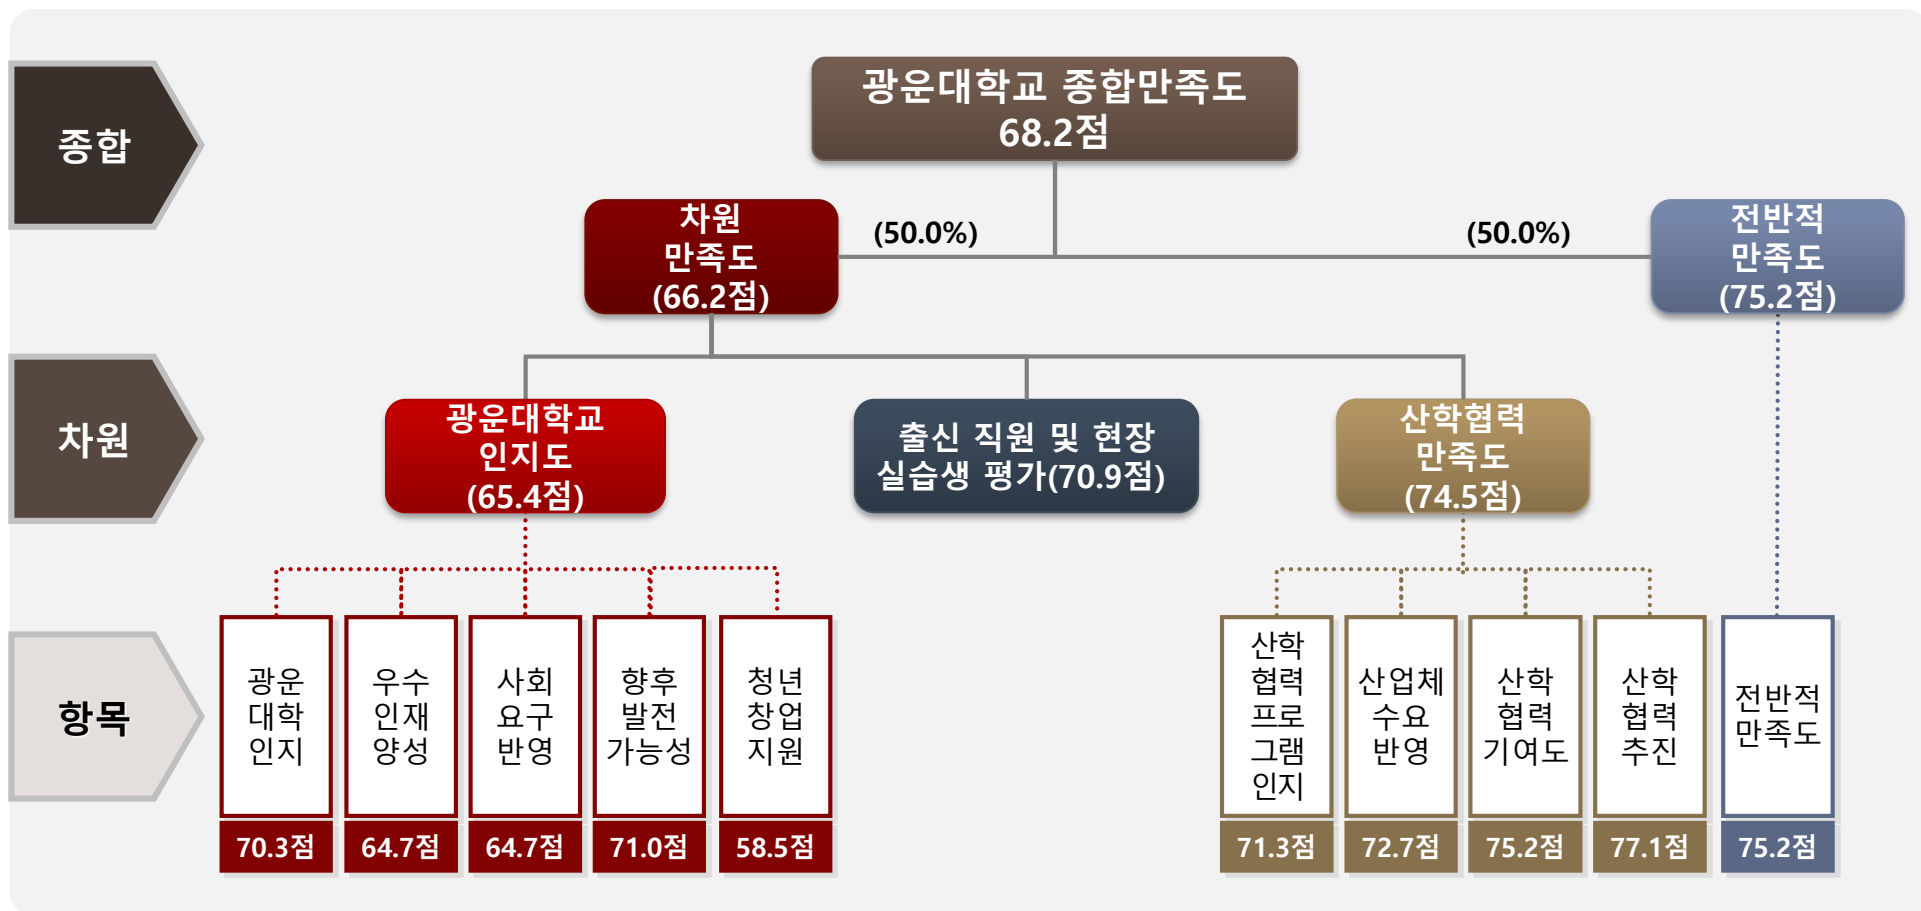 종합
광운대학교 종합만족도
68.2점
차원
만족도
(66.2점)
(50.0%)
(50.0%)
전반적
만족도
(75.2점)
차원
광운대학교
인지도
(65.4점)
출신 직원 및 현장
실습생 평가(70.9점)
산학협력
만족도
(74.5점)
항목
광운
대학
인지
70.3점
우수
인재
양성
64.7점
사회
요구
반영
64.7점
향후
발전
가능성
71.0점
청년
창업
지원
58.5점
산학
협력
프로
그램
인지
71.3점
산업체
수요
반영
72.7점
산학
협력
기여도
75.2점
산학
협력
추진
77.1점
전반적
만족도
75.2점